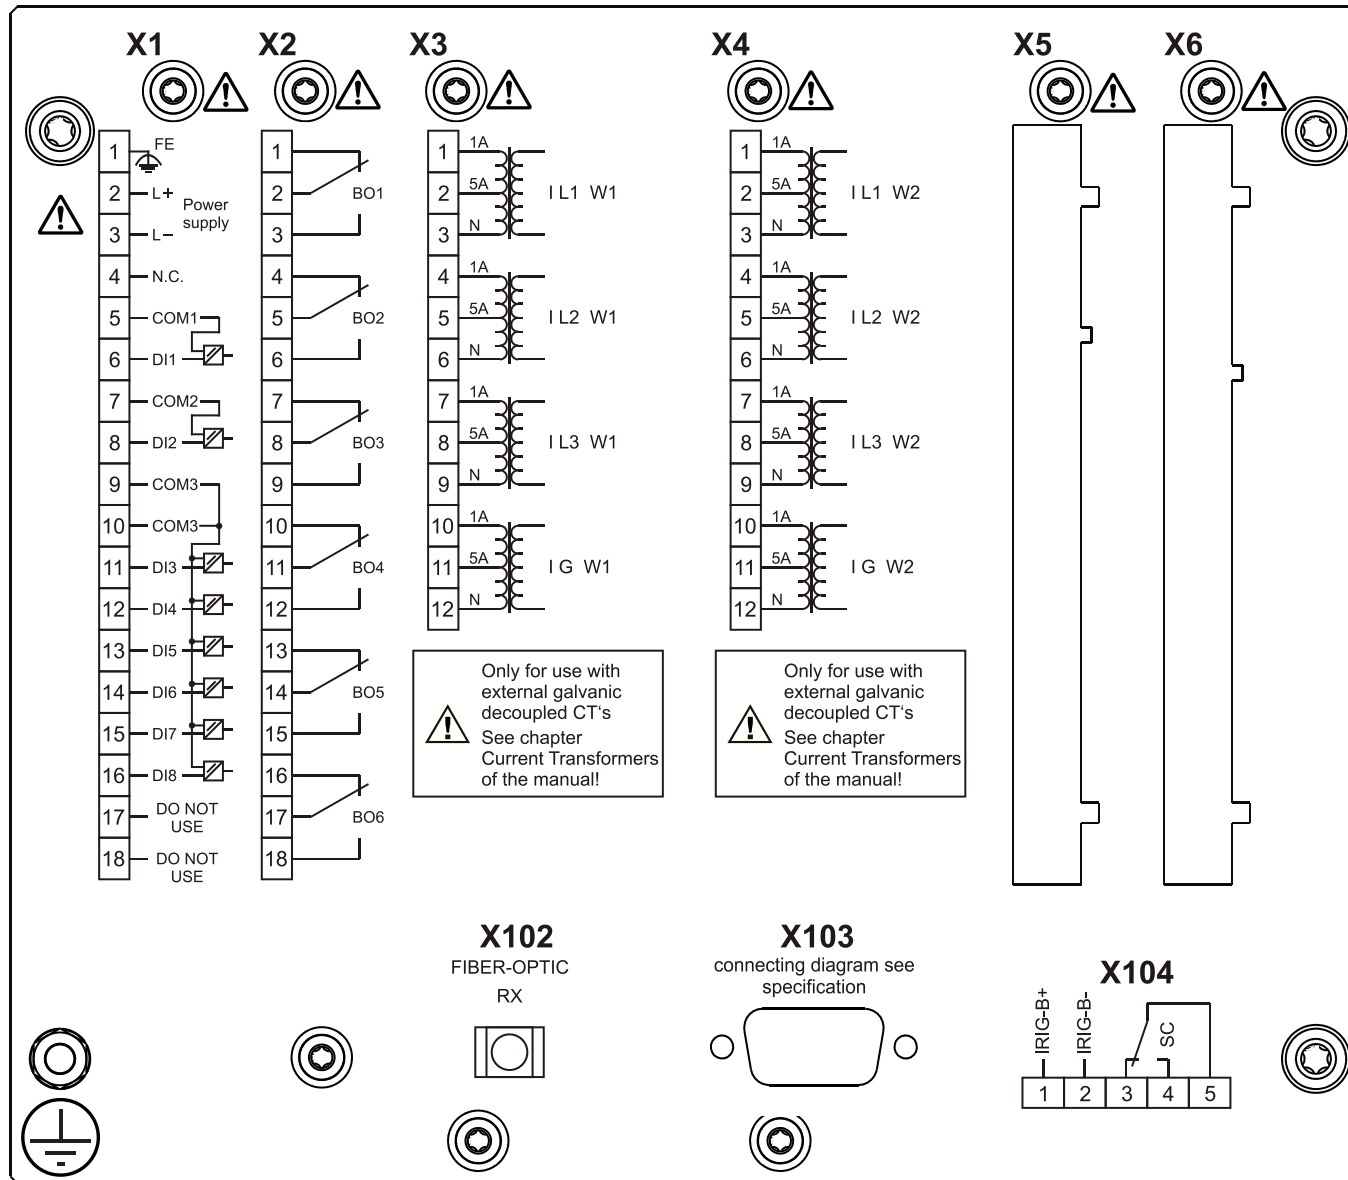 X1
1
FE
2
L+
Power
supply
3
L−
4
N.C.
5
COM1
6
DI1
7
COM2
8
DI2
9
COM3
10
COM3
11
DI3
12
DI4
13
DI5
14
DI6
15
DI7
16
DI8
17
DO NOT
USE
18
DO NOT
USE
X2
1
2
BO1
3
4
5
BO2
6
7
8
BO3
9
10
11
BO4
12
13
14
BO5
15
16
17
BO6
18
X3
1
1A
2
5A
I L1 W1
3
N
4
1A
5
5A
I L2 W1
6
N
7
1A
8
5A
I L3 W1
9
N
10
1A
11
5A
I G W1
12
N
Only for use with
external galvanic
decoupled CT‘s
See chapter
Current Transformers
of the manual!
X4
1
1A
2
5A
I L1 W2
3
N
4
1A
5
5A
I L2 W2
6
N
7
1A
8
5A
I L3 W2
9
N
10
1A
11
5A
I G W2
12
N
Only for use with
external galvanic
decoupled CT‘s
See chapter
Current Transformers
of the manual!
X5
X6
X102
FIBER-OPTIC
RX
X103
connecting diagram see
specification
X104
IRIG-B+
IRIG-B-
SC
1 2 3 4 5